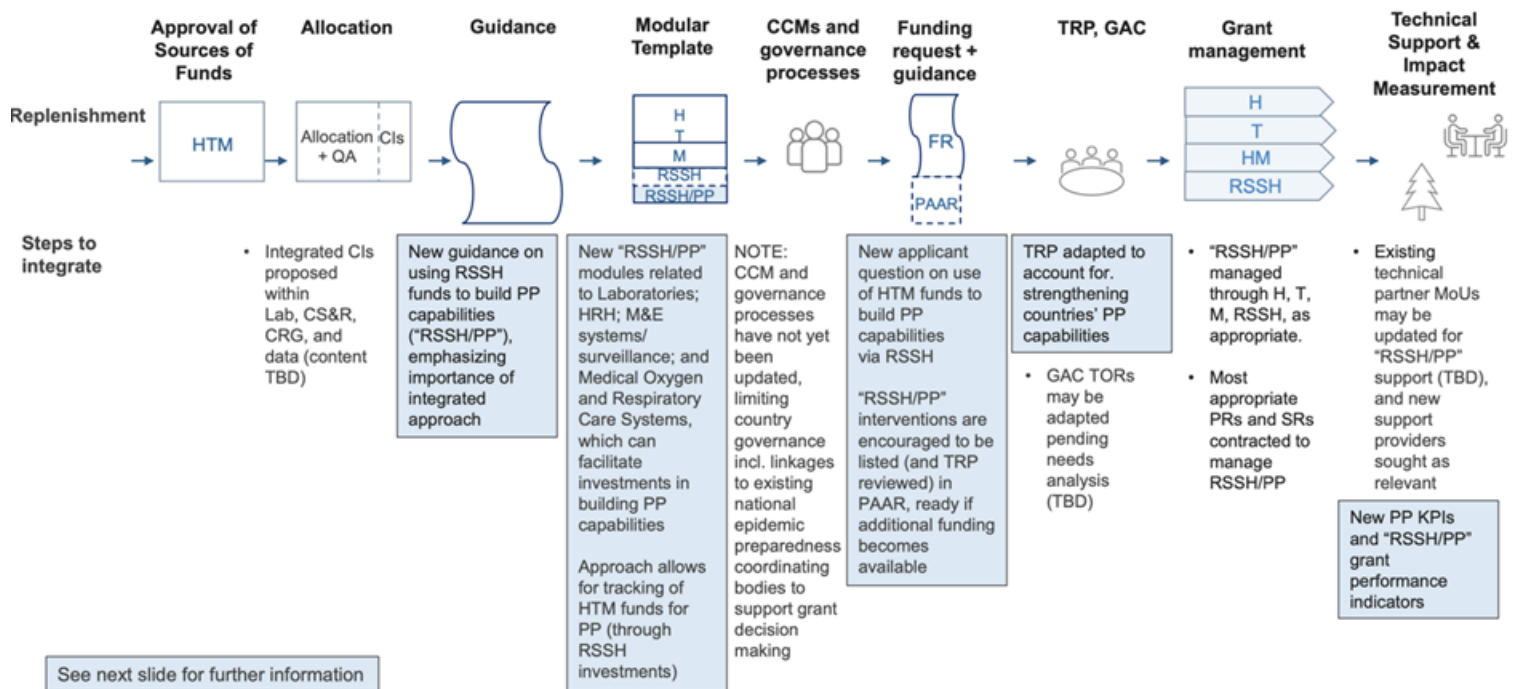 Approval of
Sources of
Funds
Allocation
Guidance
Modular
Template
CCMs and
governance
processes
Funding
request +
guidance
TRP, GAC
Grant
management
Technical
Support &
Impact
Measurement
Replenishment
HTM
Allocation
+ QA
CIs
H
T
M
RSSH
RSSH/PP
FR
PAAR
H
T
HM
RSSH
Steps to
integrate
• Integrated CIs
proposed
within
Lab, CS&R,
CRG, and
data (content
TBD)
New guidance on
using RSSH
funds to build PP
capabilities
("RSSH/PP"),
emphasizing
importance of
integrated
approach
New "RSSH/PP"
modules related
to Laboratories;
HRH; M&E
systems/
surveillance; and
Medical Oxygen
and Respiratory
Care Systems,
which can
facilitate
investments in
building PP
capabilities
Approach allows
for tracking of
HTM funds for
PP (through
RSSH
investments)
NOTE:
CCM and
governance
processes
have not yet
been
updated,
limiting
country
governance
incl. linkages
to existing
national
epidemic
preparedness
coordinating
bodies to
support grant
decision
making
New applicant
question on use
of HTM funds to
build PP
capabilities
via RSSH
"RSSH/PP"
interventions are
encouraged to be
listed (and TRP
reviewed) in
PAAR, ready if
additional funding
becomes
available
TRP adapted to
account for.
strengthening
countries' PP
capabilities
• GAC TORs
may be
adapted
pending
needs
analysis
(TBD)
• "RSSH/PP"
managed
through H, T,
M, RSSH, as
appropriate.
• Most
appropriate
PRs and SRs
contracted to
manage
RSSH/PP
• Existing
technical
partner MoUs
may be
updated for
"RSSH/PP"
support (TBD),
and new
support
providers
sought as
relevant
New PP KPIs
and "RSSH/PP"
grant
performance
indicators
See next slide for further information